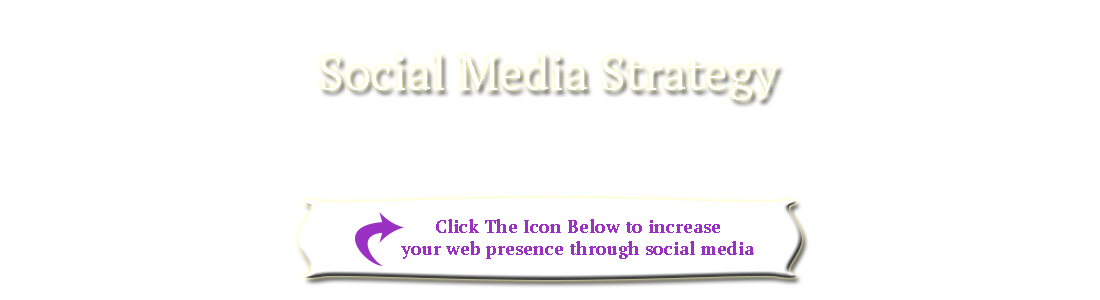 Social Media Strategy
Click The Icon Below to increase
your web presence through social media